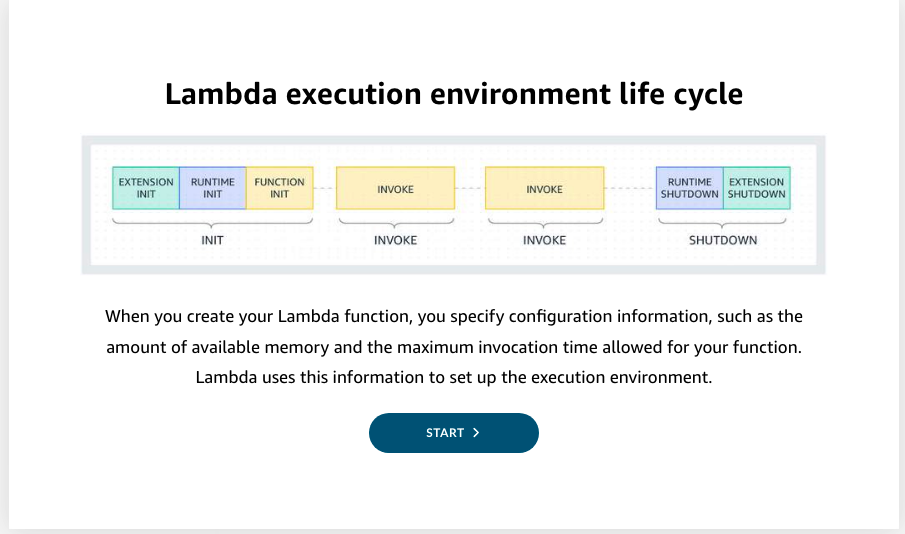 Lambda execution environment life cycle
EXTENSION INIT
RUNTIME INIT
FUNCTION INIT
INVOKE
INVOKE
RUNTIME SHUTDOWN
EXTENSION SHUTDOWN
INIT
INVOKE
INVOKE
SHUTDOWN
When you create your Lambda function, you specify configuration information, such as the
amount of available memory and the maximum invocation time allowed for your function.
Lambda uses this information to set up the execution environment.
START